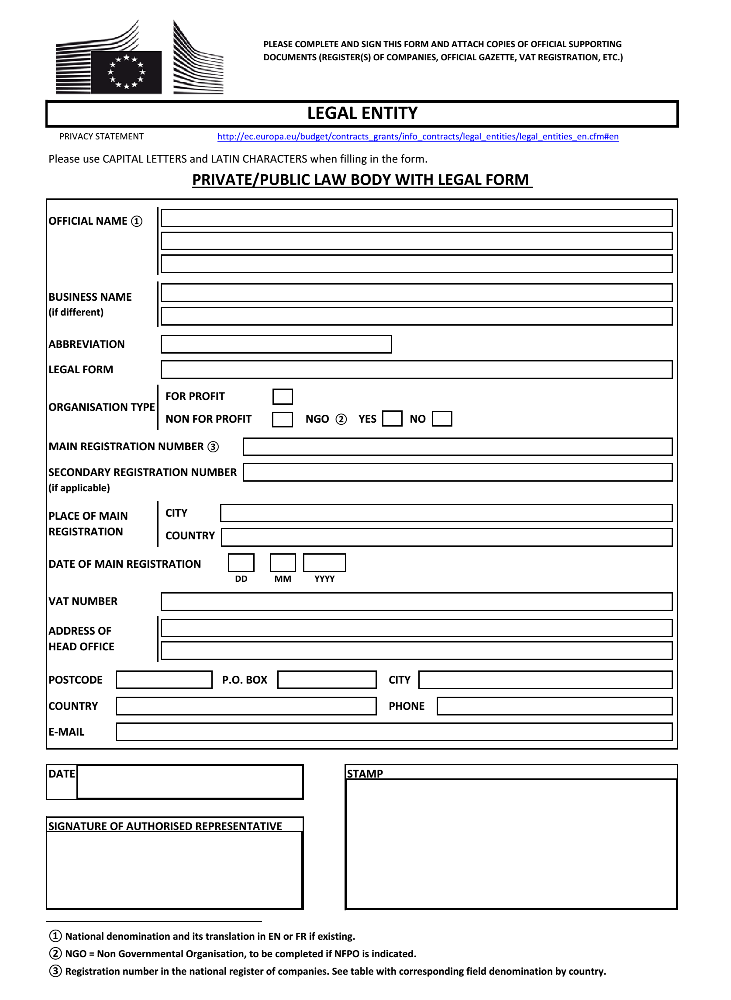 PLEASE COMPLETE AND SIGN THIS FORM AND ATTACH COPIES OF OFFICIAL SUPPORTING
DOCUMENTS (REGISTER(S) OF COMPANIES, OFFICIAL GAZETTE, VAT REGISTRATION, ETC.)
LEGAL ENTITY
PRIVACY STATEMENT http://ec.europa.eu/budget/contracts_grants/info_contracts/legal_entities/legal_entities_en.cfm#en
Please use CAPITAL LETTERS and LATIN CHARACTERS when filling in the form.
PRIVATE/PUBLIC LAW BODY WITH LEGAL FORM
OFFICIAL NAME ①
BUSINESS NAME
(if different)
ABBREVIATION
LEGAL FORM
FOR PROFIT
ORGANISATION TYPE
NON FOR PROFIT NGO ② YES NO
MAIN REGISTRATION NUMBER ③
SECONDARY REGISTRATION NUMBER
(if applicable)
PLACE OF MAIN CITY
REGISTRATION COUNTRY
DATE OF MAIN REGISTRATION
DD MM YYYY
VAT NUMBER
ADDRESS OF
HEAD OFFICE
POSTCODE P.O. BOX CITY
COUNTRY PHONE
E-MAIL
DATE STAMP
SIGNATURE OF AUTHORISED REPRESENTATIVE
① National denomination and its translation in EN or FR if existing.
② NGO = Non Governmental Organisation, to be completed if NFPO is indicated.
③ Registration number in the national register of companies. See table with corresponding field denomination by country.